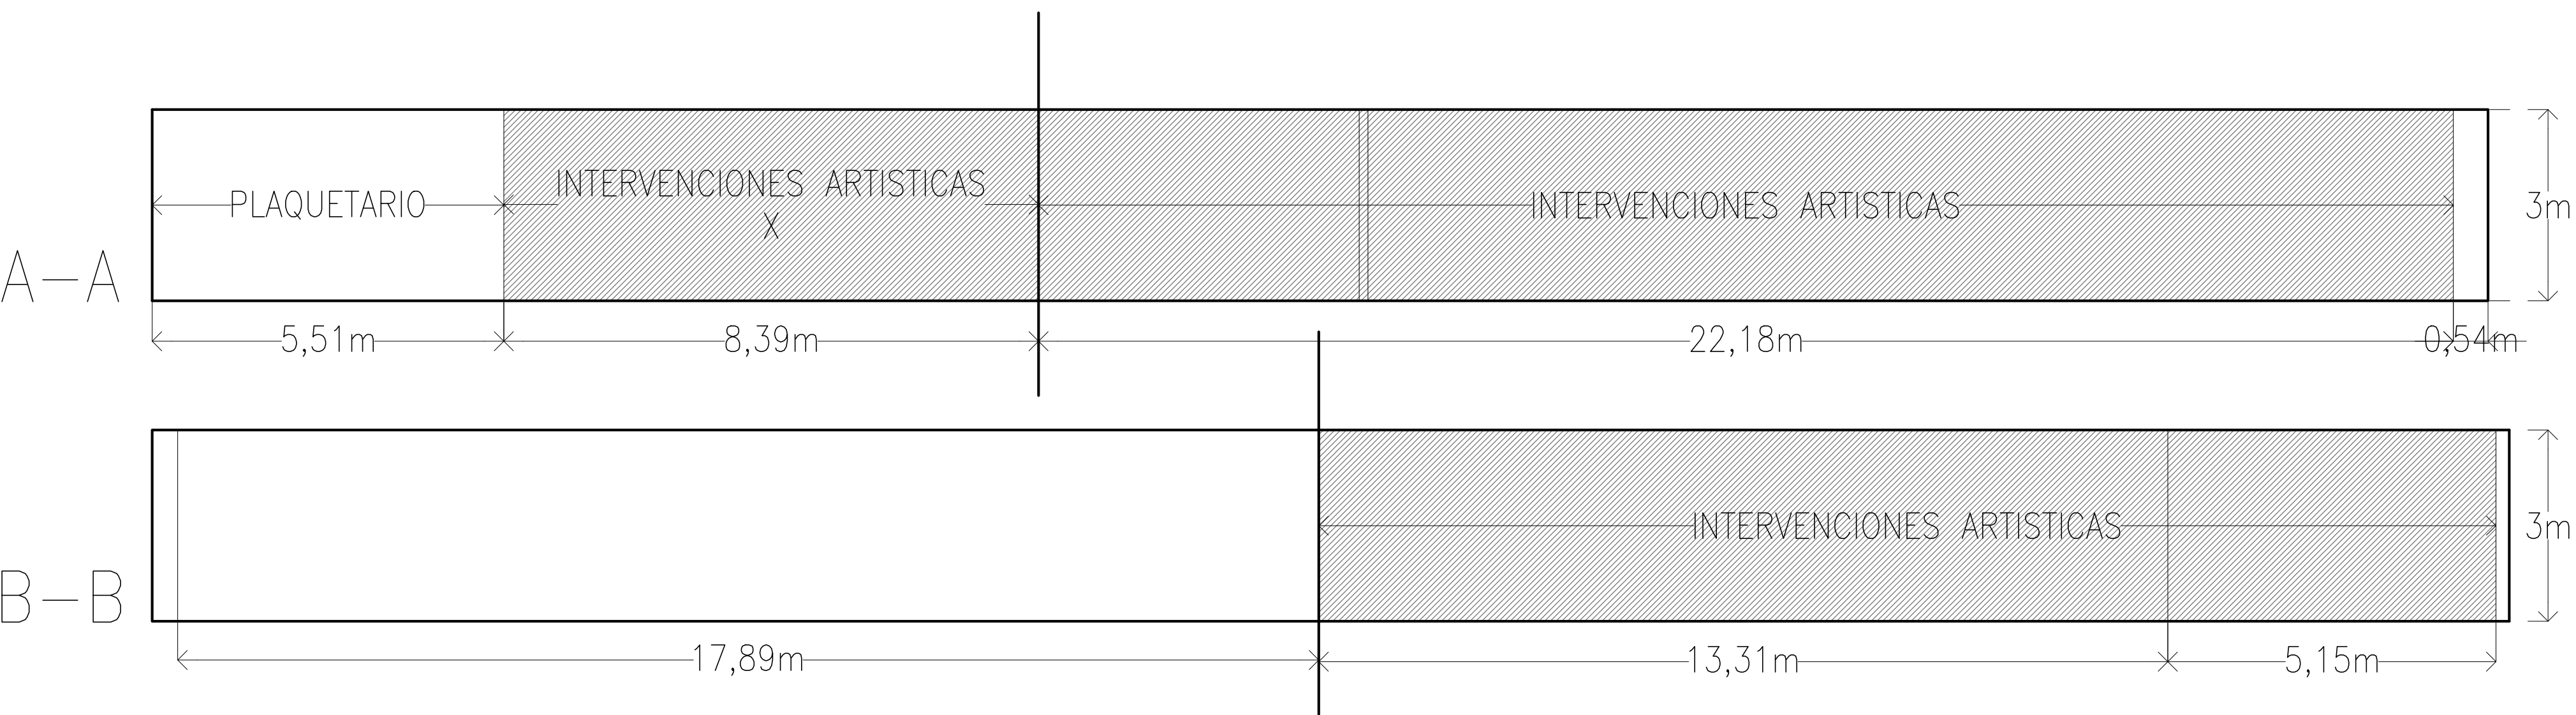 INTERVENCIONES ARTISTICAS
X
PLAQUETARIO
INTERVENCIONES ARTISTICAS
3m
A-A
5,51m
8,39m
22,18m
0,54m
INTERVENCIONES ARTISTICAS
3m
B-B
17,89m
13,31m
5,15m